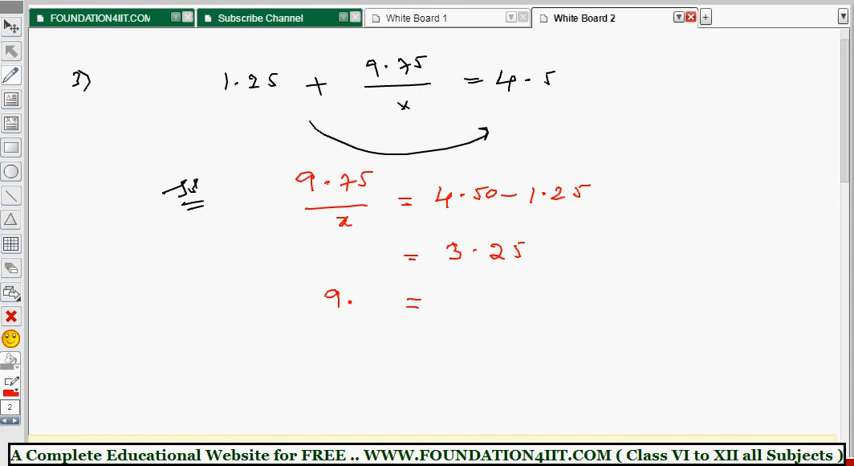 FOUNDATION4IIT.COM Subscribe Channel White Board 1 White Board 2
3) 1.25 + 9.75/x = 4.5
9.75/x = 4.50 - 1.25
= 3.25
9. =
2
A Complete Educational Website for FREE .. WWW.FOUNDATION4IIT.COM ( Class VI to XII all Subjects )